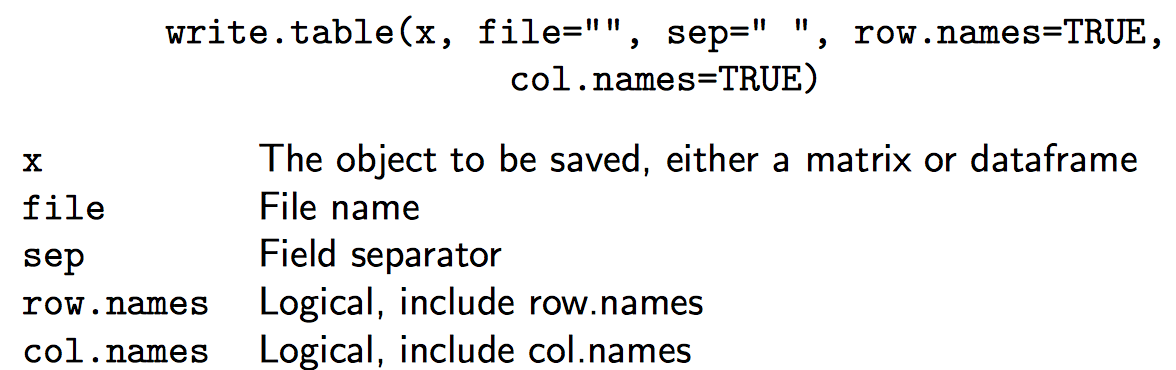 write.table(x, file="", sep=" ", row.names=TRUE,
col.names=TRUE)
x The object to be saved, either a matrix or dataframe
file File name
sep Field separator
row.names Logical, include row.names
col.names Logical, include col.names